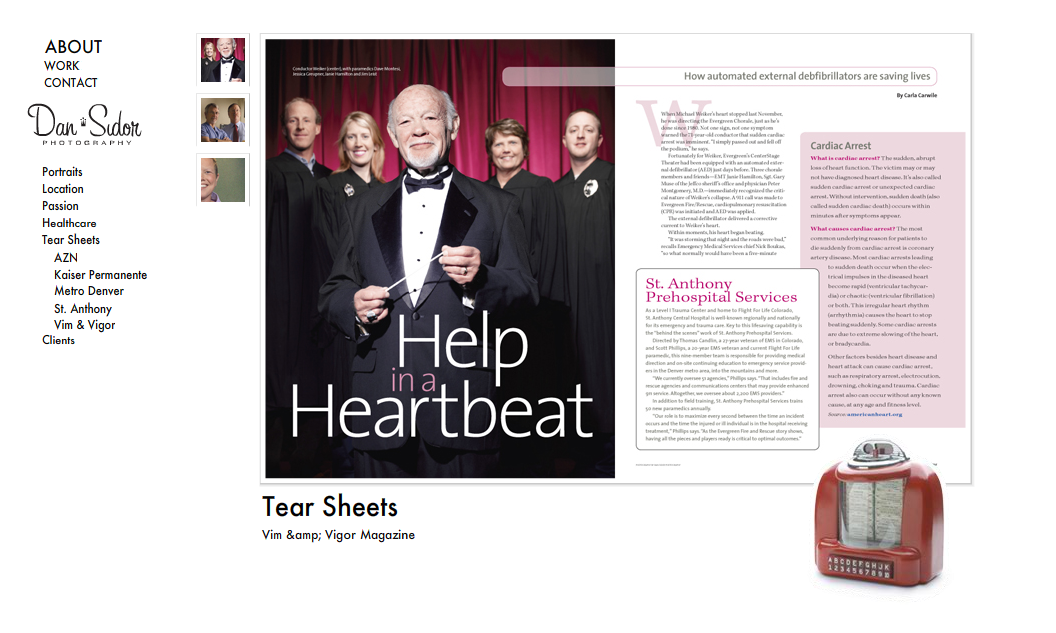 ABOUT
WORK
CONTACT
Dan Sidor
PHOTOGRAPHY
Portraits
Location
Passion
Healthcare
Tear Sheets
AZN
Kaiser Permanente
Metro Denver
St. Anthony
Vim & Vigor
Clients
Conductor Weiker (center), with paramedics Dave Montesi,
Jessica Gunsproze, Janie Hamilton and Jim Leid.
Help
in a
Heartbeat
How automated external debfibrillators are saving lives
By Carla Carwile
W
When Michael Weiker's heart stopped last November,
he was directing the Evergreen Chorale, just as he's
done since 1980. Not one sign, not one symptom
warned the 71-year-old conductor that sudden cardiac
arrest was imminent. "I simply passed out and fell off
the podium," he says.
Fortunately for Weiker, Evergreen's CenterStage
Theater had been equipped with an automated exter-
nal defibrillator (AED) just days before. Three chorale
members and friends—EMT Janie Hamilton, Sgt. Gary
Muse of the Jeffco sheriff's office and physician Peter
Montgomery, M.D.—immediately recognized the criti-
cal nature of Weiker's collapse. A 911 call was made to
Evergreen Fire/Rescue, cardiopulmonary resuscitation
(CPR) was initiated and AED was applied.
The external defibrillator delivered a corrective
current to Weiker's heart.
Within moments, his heart began beating.
"It was storming that night and the roads were bad,"
recalls Emergency Medical Services chief Nick Roukas,
"so what normally would have been a five-minute
St. Anthony
Prehospital Services
As a Level I Trauma Center and home to Flight For Life Colorado,
St. Anthony Central Hospital is well-known regionally and nationally
for its emergency and trauma care. Key to this lifesaving capability is
the "behind the scenes" work of St. Anthony Prehospital Services.
Directed by Thomas Candlin, a 27-year veteran of EMS in Colorado,
and Scott Phillips, a 20-year EMS veteran and current Flight For Life
paramedic, this nine-member team is responsible for providing medical
direction and on-site continuing education to emergency service provid-
ers in the Denver metro area, into the mountains and more.
"We currently oversee 51 agencies," Phillips says. "That includes fire and
rescue agencies and communications centers that may provide enhanced
911 service. Altogether, we oversee about 2,200 EMS providers."
In addition to field training, St. Anthony Prehospital Services trains
50 new paramedics annually.
"Our role is to maximize every second between the time an incident
occurs and the time the injured or ill individual is in the hospital receiving
treatment," Phillips says. "As the Evergreen Fire and Rescue story shows,
having all the pieces and players ready is critical to optimal outcomes."
Cardiac Arrest
What is cardiac arrest? The sudden, abrupt
loss of heart function. The victim may or may
not have diagnosed heart disease. It's also called
sudden cardiac arrest or unexpected cardiac
arrest. Without intervention, sudden death (also
called sudden cardiac death) occurs within
minutes after symptoms appear.
What causes cardiac arrest? The most
common underlying reason for patients to
die suddenly from cardiac arrest is coronary
artery disease. Most cardiac arrests leading
to sudden death occur when the elec-
trical impulses in the diseased heart
become rapid (ventricular tachycar-
dia) or chaotic (ventricular fibrillation)
or both. This irregular heart rhythm
(arrhythmia) causes the heart to stop
beating suddenly. Some cardiac arrests
are due to extreme slowing of the heart,
or bradycardia.
Other factors besides heart disease and
heart attack can cause cardiac arrest,
such as respiratory arrest, electrocution,
drowning, choking and trauma. Cardiac
arrest also can occur without any known
cause, at any age and fitness level.
Source: americanheart.org
Tear Sheets
Vim &amp; Vigor Magazine
A B C D E F G H J K
1 2 3 4 5 6 7 8 9 0